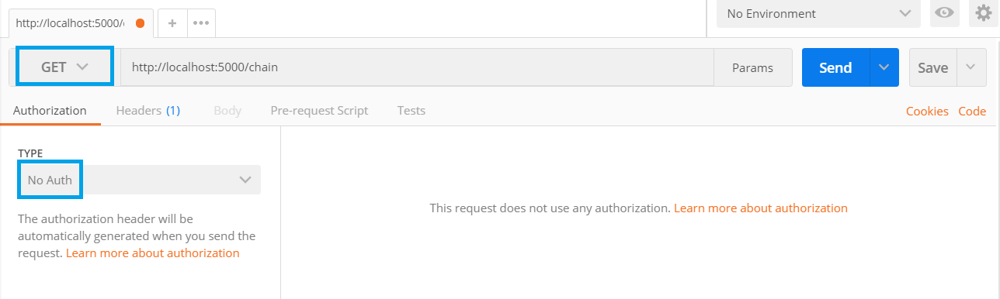 http://localhost:5000/
+
•••
No Environment
GET
http://localhost:5000/chain
Params
Send
Save
Authorization
Headers (1)
Body
Pre-request Script
Tests
Cookies
Code
TYPE
No Auth
The authorization header will be
automatically generated when you send the
request. Learn more about authorization
This request does not use any authorization. Learn more about authorization